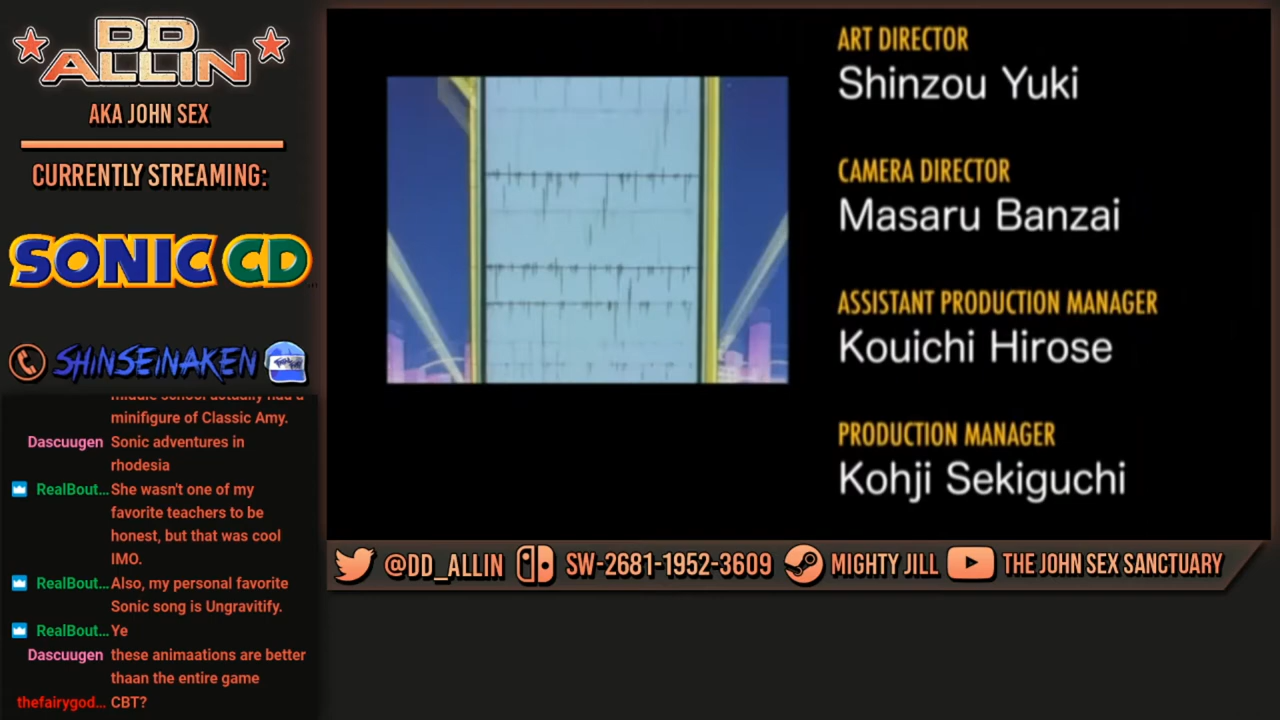 DD
ALLIN
AKA JOHN SEX
CURRENTLY STREAMING:
SONIC CD
SHINSEINAKEN
minifigure of Classic Amy.
Dascuugen Sonic adventures in
rhodesia
RealBout... She wasn't one of my
favorite teachers to be
honest, but that was cool
IMO.
RealBout... Also, my personal favorite
Sonic song is Ungravitify.
RealBout... Ye
Dascuugen these animaations are better
thaan the entire game
thefairygod... CBT?
ART DIRECTOR
Shinzou Yuki
CAMERA DIRECTOR
Masaru Banzai
ASSISTANT PRODUCTION MANAGER
Kouichi Hirose
PRODUCTION MANAGER
Kohji Sekiguchi
@DD_ALLIN SW-2681-1952-3609 MIGHTY JILL THE JOHN SEX SANCTUARY